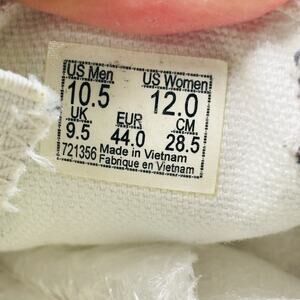 US Men US Women
10.5 12.0
UK EUR CM
9.5 44.0 28.5
721356 Made in Vietnam
Fabrique en Vietnam